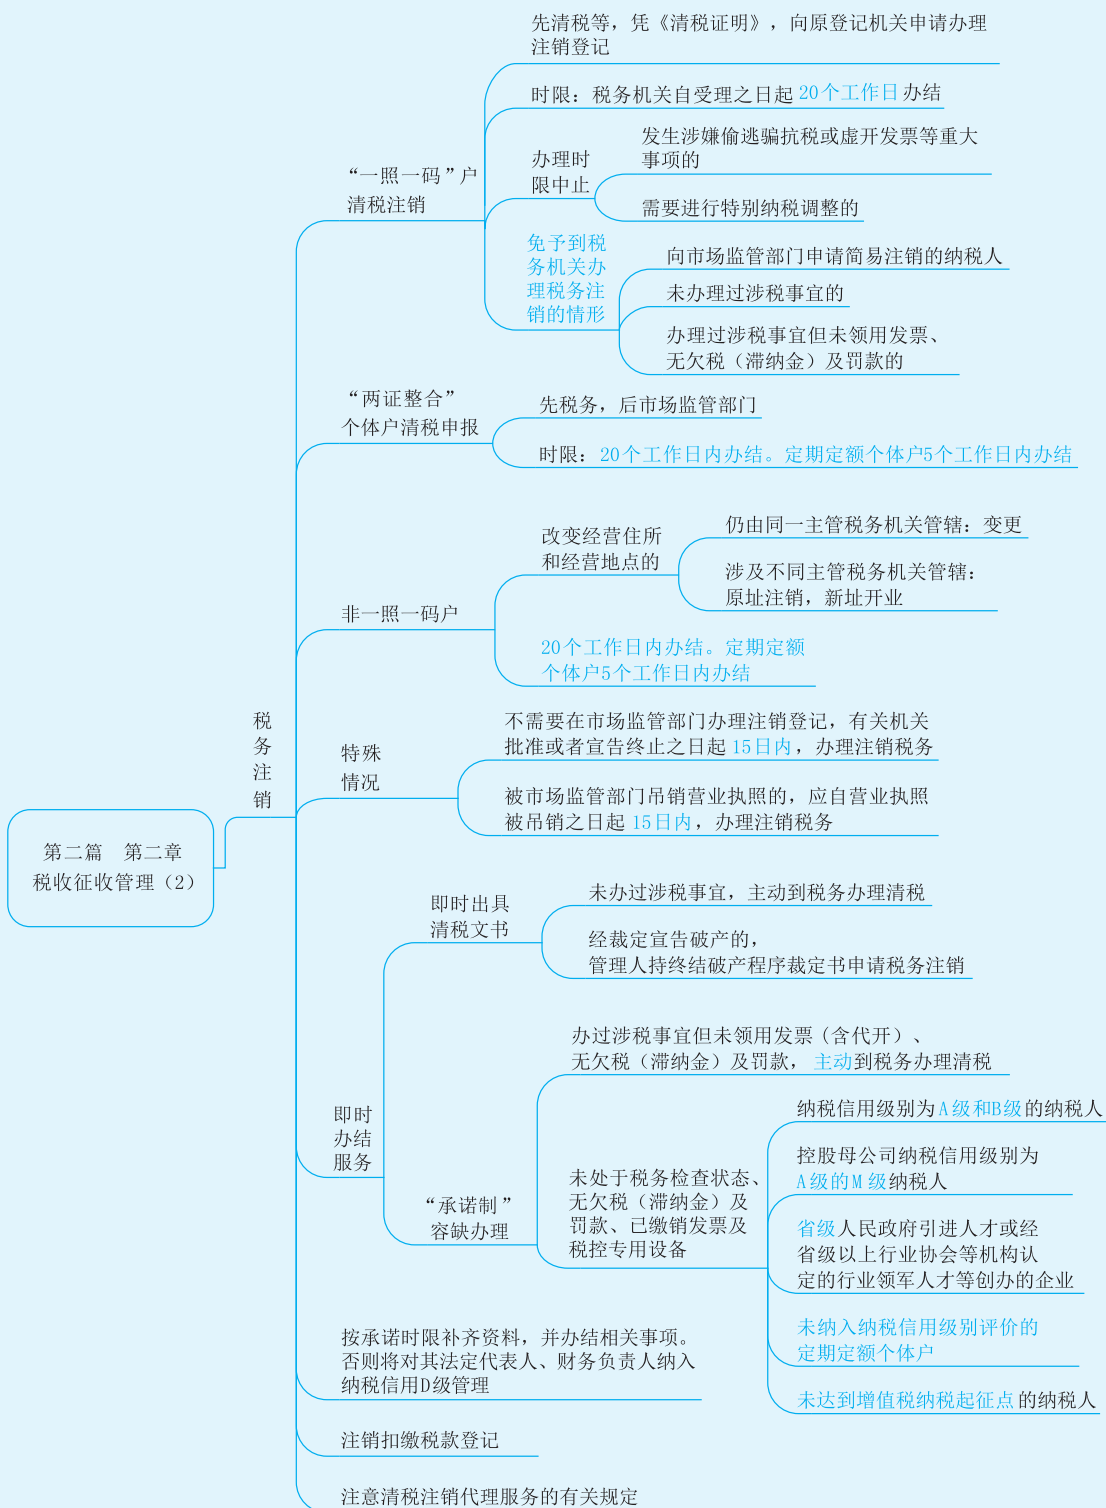 第二篇　第二章
税收征收管理（2）
税
务
注
销
“一照一码”户
清税注销
先清税等，凭《清税证明》，向原登记机关申请办理
注销登记
时限：税务机关自受理之日起 20个工作日 办结
办理时
限中止
发生涉嫌偷逃骗抗税或虚开发票等重大
事项的
需要进行特别纳税调整的
免予到税
务机关办
理税务注
销的情形
向市场监管部门申请简易注销的纳税人
未办理过涉税事宜的
办理过涉税事宜但未领用发票、
无欠税（滞纳金）及罚款的
“两证整合”
个体户清税申报
先税务，后市场监管部门
时限：20个工作日内办结。定期定额个体户5个工作日内办结
非一照一码户
改变经营住所
和经营地点的
仍由同一主管税务机关管辖：变更
涉及不同主管税务机关管辖：
原址注销，新址开业
20个工作日内办结。定期定额
个体户5个工作日内办结
特殊
情况
不需要在市场监管部门办理注销登记，有关机关
批准或者宣告终止之日起 15日内，办理注销税务
被市场监管部门吊销营业执照的，应自营业执照
被吊销之日起 15日内，办理注销税务
即时
办结
服务
即时出具
清税文书
未办过涉税事宜，主动到税务办理清税
经裁定宣告破产的，
管理人持终结破产程序裁定书申请税务注销
“承诺制”
容缺办理
办过涉税事宜但未领用发票（含代开）、
无欠税（滞纳金）及罚款，主动到税务办理清税
未处于税务检查状态、
无欠税（滞纳金）及
罚款、已缴销发票及
税控专用设备
纳税信用级别为A级和B级的纳税人
控股母公司纳税信用级别为
A级的M级纳税人
省级人民政府引进人才或经
省级以上行业协会等机构认
定的行业领军人才等创办的企业
未纳入纳税信用级别评价的
定期定额个体户
未达到增值税纳税起征点的纳税人
按承诺时限补齐资料，并办结相关事项。
否则将对其法定代表人、财务负责人纳入
纳税信用D级管理
注销扣缴税款登记
注意清税注销代理服务的有关规定